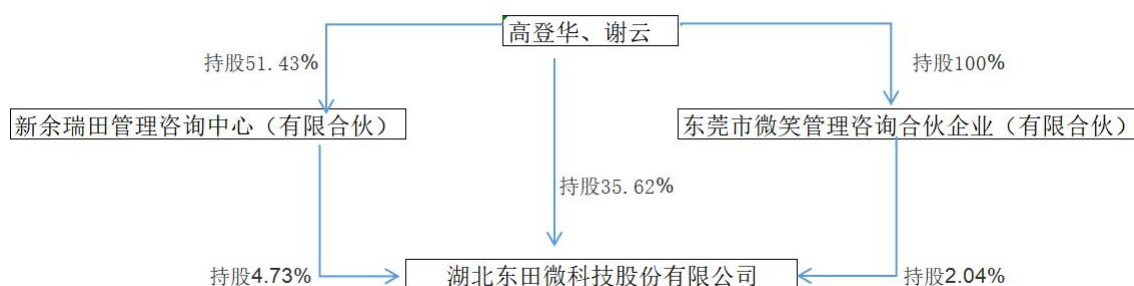 高登华、谢云
持股51.43%
持股100%
新余瑞田管理咨询中心（有限合伙）
东莞市微笑管理咨询合伙企业（有限合伙）
持股35.62%
持股4.73%
湖北东田微科技股份有限公司
持股2.04%